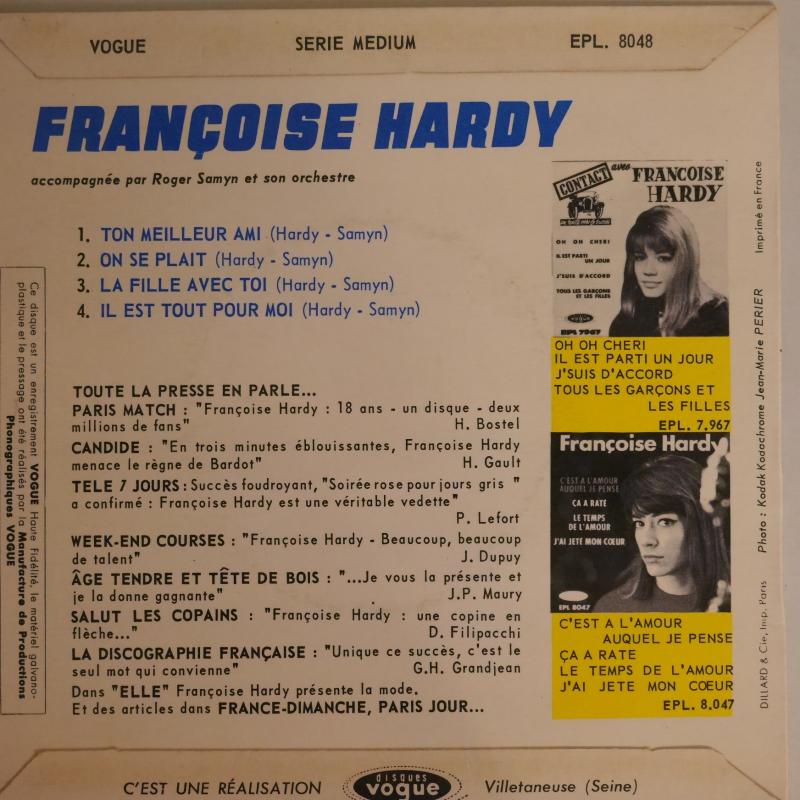 VOGUE SERIE MEDIUM EPL. 8048
FRANÇOISE HARDY
accompagnée par Roger Samyn et son orchestre
1. TON MEILLEUR AMI (Hardy - Samyn)
2. ON SE PLAIT (Hardy - Samyn)
3. LA FILLE AVEC TOI (Hardy - Samyn)
4. IL EST TOUT POUR MOI (Hardy - Samyn)
TOUTE LA PRESSE EN PARLE...
PARIS MATCH : "Françoise Hardy : 18 ans - un disque - deux
millions de fans" H. Bostel
CANDIDE : "En trois minutes éblouissantes, Françoise Hardy
menace le règne de Bardot" H. Gault
TELE 7 JOURS : Succès foudroyant, "Soirée rose pour jours gris "
a confirmé : Françoise Hardy est une véritable vedette"
P. Lefort
WEEK-END COURSES : "Françoise Hardy - Beaucoup, beaucoup
de talent" J. Dupuy
ÂGE TENDRE ET TÊTE DE BOIS : "...Je vous la présente et
je la donne gagnante" J.P. Maury
SALUT LES COPAINS : "Françoise Hardy : une copine en
flèche..." D. Filipacchi
LA DISCOGRAPHIE FRANÇAISE : "Unique ce succès, c'est le
seul mot qui convienne" G.H. Grandjean
Dans "ELLE" Françoise Hardy présente la mode.
Et des articles dans FRANCE-DIMANCHE, PARIS JOUR...
CONTACT avec FRANCOISE
HARDY
OH OH CHERI
IL EST PARTI
UN JOUR
J'SUIS D'ACCORD
TOUS LES GARÇONS
ET LES FILLES
vogue
EPL 7967
OH OH CHERI
IL EST PARTI UN JOUR
J'SUIS D'ACCORD
TOUS LES GARÇONS ET
LES FILLES
EPL. 7.967
Françoise Hardy
C'EST A L'AMOUR
AUQUEL JE PENSE
ÇA A RATÉ
LE TEMPS
DE L'AMOUR
J'AI JETÉ MON CŒUR
EPL 8047
C'EST A L'AMOUR
AUQUEL JE PENSE
ÇA A RATE
LE TEMPS DE L'AMOUR
J'AI JETE MON CŒUR
EPL. 8.047
Imprimé en France
Photo : Kodak Kodachrome Jean-Marie PERIER
DILLARD & Cie, Imp. Paris
Ce disque est un enregistrement VOGUE Haute Fidélité, le matériel galvano-
plastique et le pressage ont été réalisés par la Manufacture de Productions
Phonographiques VOGUE
C'EST UNE RÉALISATION disques vogue Villetaneuse (Seine)